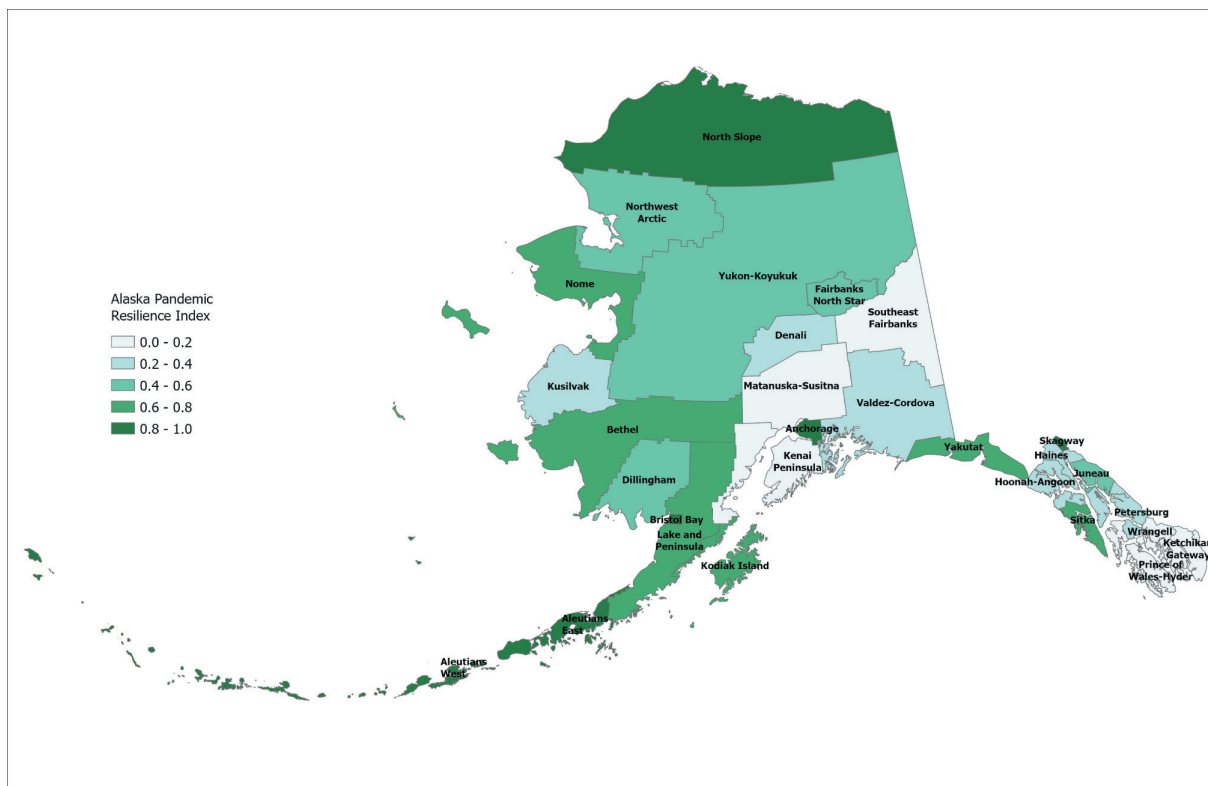 North Slope
Northwest
Arctic
Nome
Yukon-Koyukuk
Fairbanks
North Star
Southeast
Fairbanks
Denali
Kusilvak
Matanuska-Susitna
Valdez-Cordova
Bethel
Anchorage
Kenai
Peninsula
Dillingham
Bristol Bay
Lake and
Peninsula
Kodiak Island
Aleutians
East
Aleutians
West
Yakutat
Skagway
Haines
Juneau
Hoonah-Angoon
Sitka
Petersburg
Wrangell
Ketchikan
Gateway
Prince of
Wales-Hyder
Alaska Pandemic
Resilience Index
0.0 - 0.2
0.2 - 0.4
0.4 - 0.6
0.6 - 0.8
0.8 - 1.0